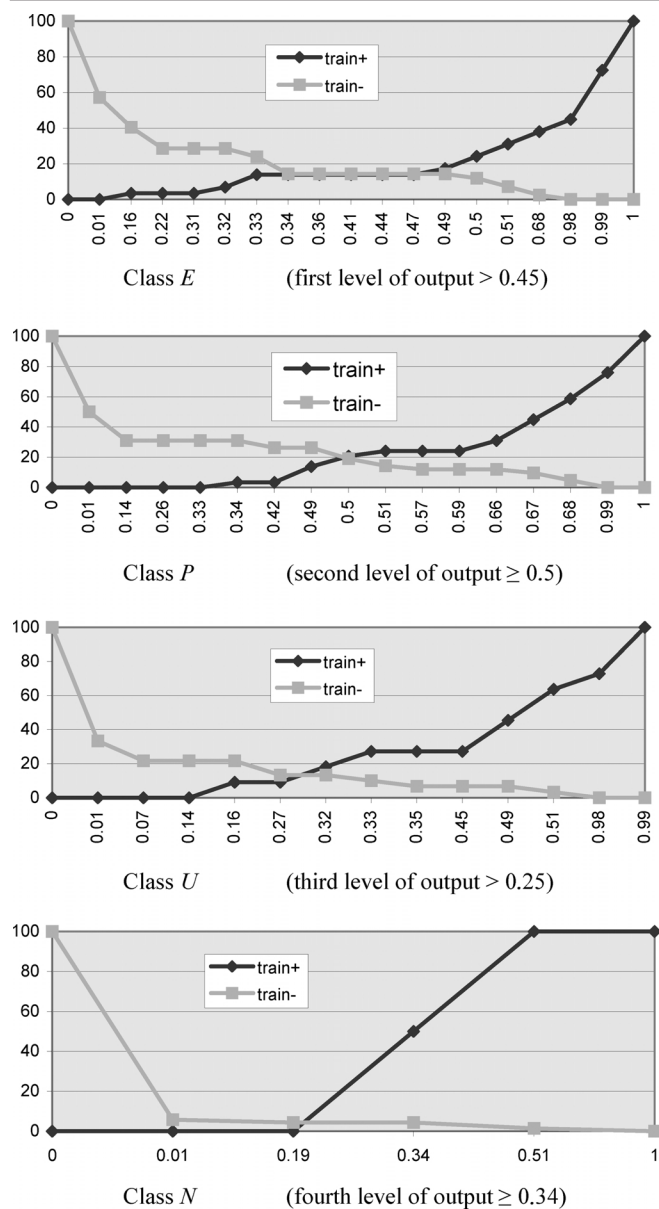 100
80
60
40
20
0
train+
train-
0 0.01 0.16 0.22 0.31 0.32 0.33 0.34 0.36 0.41 0.44 0.47 0.49 0.5 0.51 0.68 0.98 0.99 1
Class E (first level of output > 0.45)
100
80
60
40
20
0
train+
train-
0 0.01 0.14 0.26 0.33 0.34 0.42 0.49 0.5 0.51 0.57 0.59 0.66 0.67 0.68 0.99 1
Class P (second level of output ≥ 0.5)
100
80
60
40
20
0
train+
train-
0 0.01 0.07 0.14 0.16 0.27 0.32 0.33 0.35 0.45 0.49 0.51 0.98 0.99
Class U (third level of output > 0.25)
100
80
60
40
20
0
train+
train-
0 0.01 0.19 0.34 0.51 1
Class N (fourth level of output ≥ 0.34)